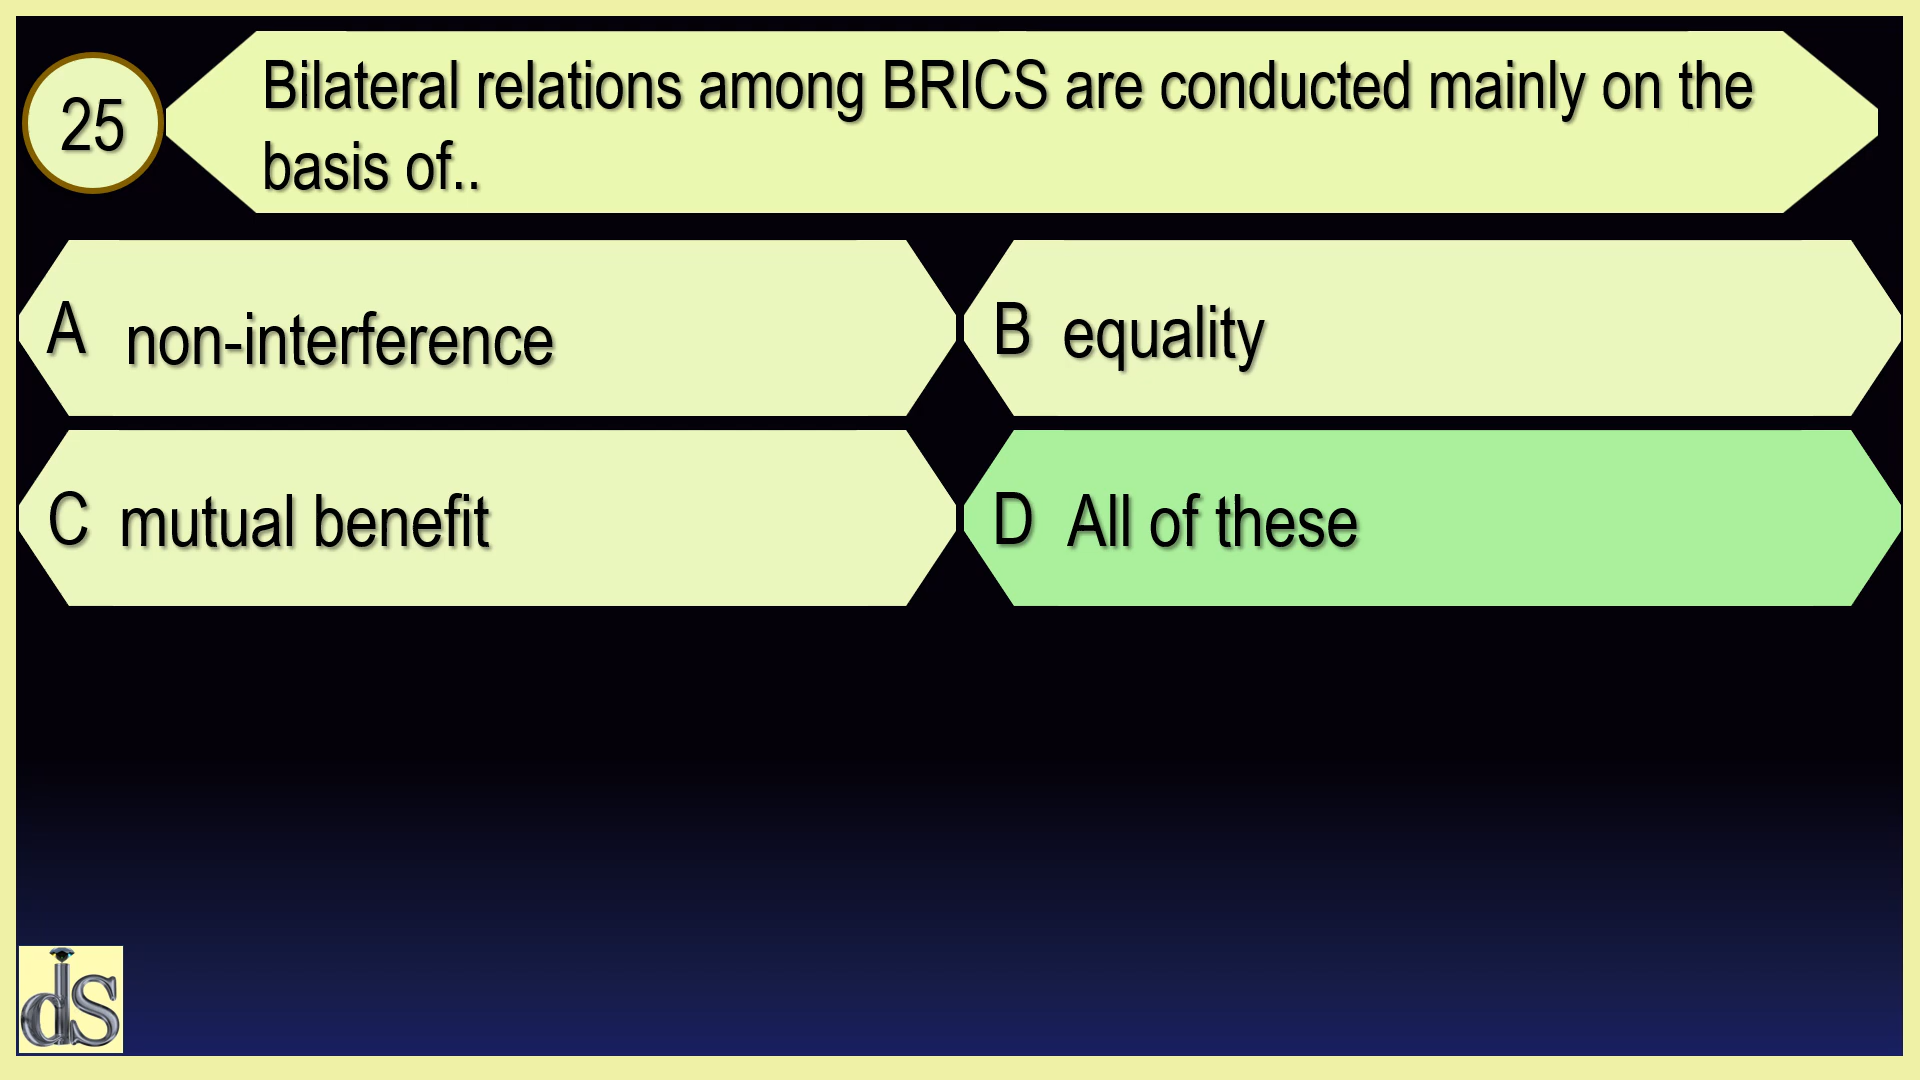 25
Bilateral relations among BRICS are conducted mainly on the
basis of..
A non-interference
B equality
C mutual benefit
D All of these
ds